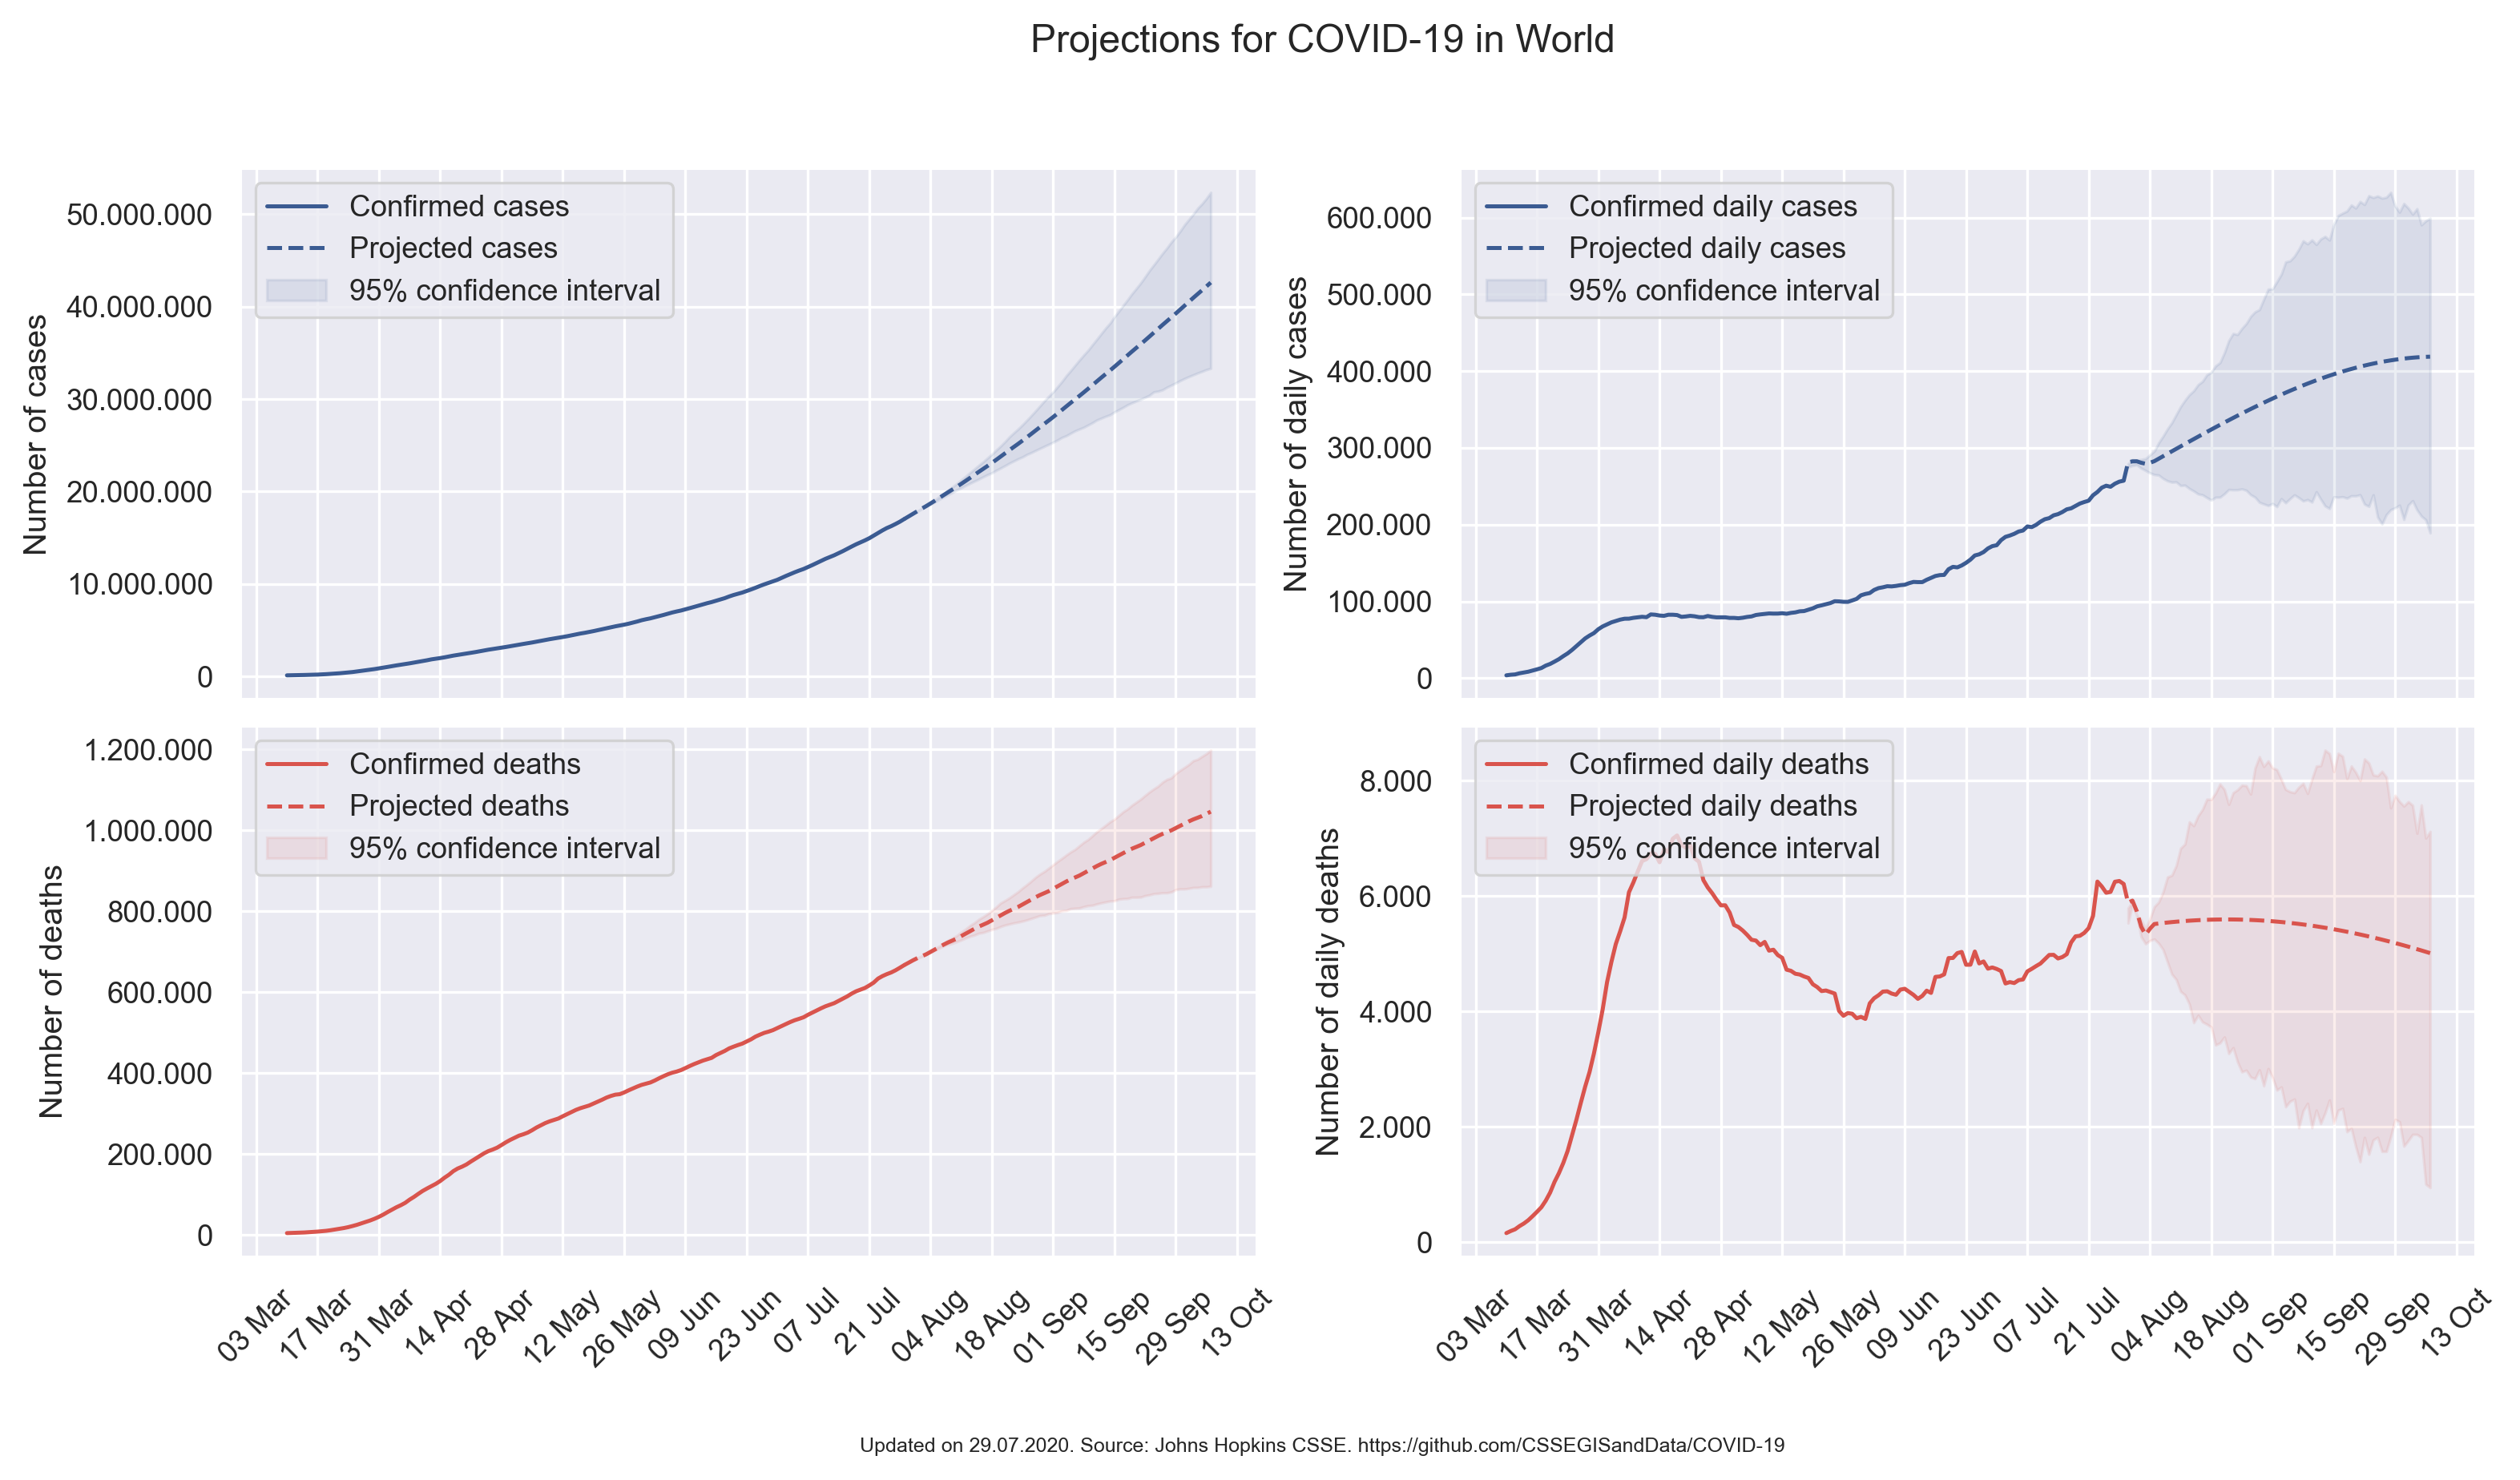 Projections for COVID-19 in World
Number of cases
50.000.000
40.000.000
30.000.000
20.000.000
10.000.000
0
Confirmed cases
Projected cases
95% confidence interval
Number of daily cases
600.000
500.000
400.000
300.000
200.000
100.000
0
Confirmed daily cases
Projected daily cases
95% confidence interval
Number of deaths
1.200.000
1.000.000
800.000
600.000
400.000
200.000
0
Confirmed deaths
Projected deaths
95% confidence interval
03 Mar
17 Mar
31 Mar
14 Apr
28 Apr
12 May
26 May
09 Jun
23 Jun
07 Jul
21 Jul
04 Aug
18 Aug
01 Sep
15 Sep
29 Sep
13 Oct
Number of daily deaths
8.000
6.000
4.000
2.000
0
Confirmed daily deaths
Projected daily deaths
95% confidence interval
03 Mar
17 Mar
31 Mar
14 Apr
28 Apr
12 May
26 May
09 Jun
23 Jun
07 Jul
21 Jul
04 Aug
18 Aug
01 Sep
15 Sep
29 Sep
13 Oct
Updated on 29.07.2020. Source: Johns Hopkins CSSE. https://github.com/CSSEGISandData/COVID-19